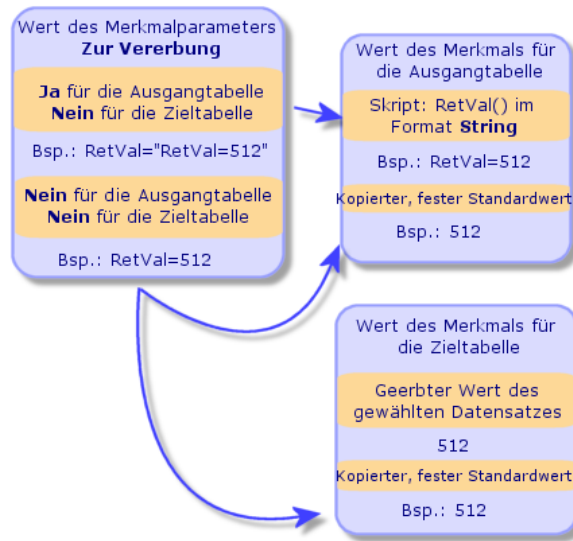 Wert des Merkmalparameters
Zur Vererbung
Ja für die Ausgangtabelle
Nein für die Zieltabelle
Bsp.: RetVal="RetVal=512"
Nein für die Ausgangtabelle
Nein für die Zieltabelle
Bsp.: RetVal=512
Wert des Merkmals für
die Ausgangtabelle
Skript: RetVal() im
Format String
Bsp.: RetVal=512
Kopierter, fester Standardwert
Bsp.: 512
Wert des Merkmals für
die Zieltabelle
Geerbter Wert des
gewählten Datensatzes
512
Kopierter, fester Standardwert
Bsp.: 512